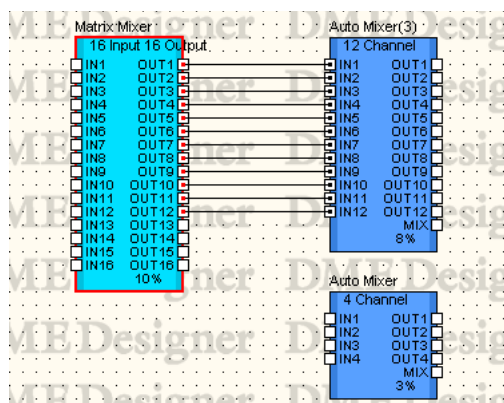 Matrix Mixer Auto Mixer(3)
16 Input 16 Output 12 Channel
IN1 OUT1 IN1 OUT1
IN2 OUT2 IN2 OUT2
IN3 OUT3 IN3 OUT3
IN4 OUT4 IN4 OUT4
IN5 OUT5 IN5 OUT5
IN6 OUT6 IN6 OUT6
IN7 OUT7 IN7 OUT7
IN8 OUT8 IN8 OUT8
IN9 OUT9 IN9 OUT9
IN10 OUT10 IN10 OUT10
IN11 OUT11 IN11 OUT11
IN12 OUT12 IN12 OUT12
IN13 OUT13 MIX
IN14 OUT14 8%
IN15 OUT15
IN16 OUT16
10%
Auto Mixer
4 Channel
IN1 OUT1
IN2 OUT2
IN3 OUT3
IN4 OUT4
MIX
3%
DME Designer